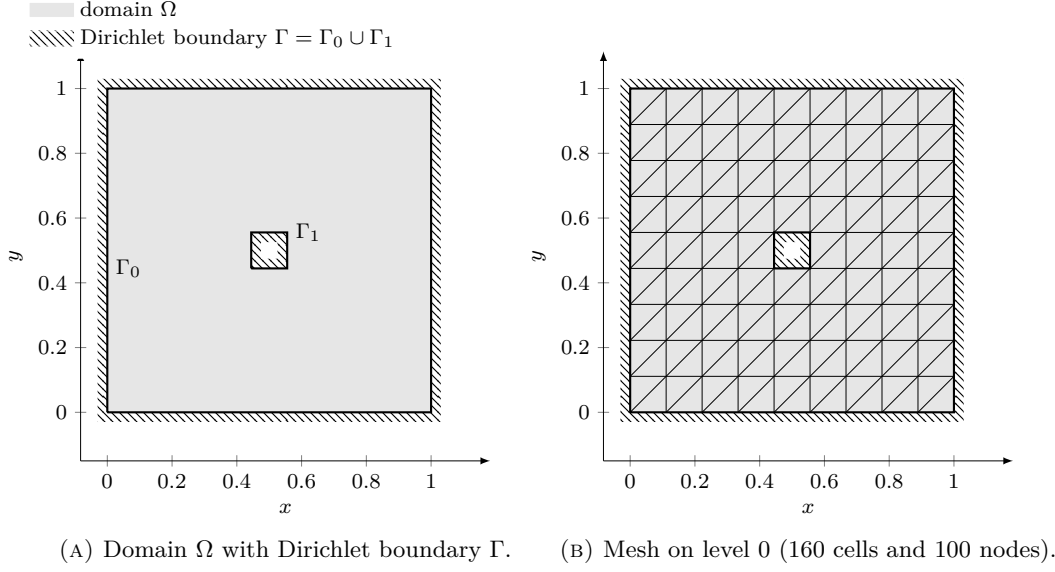 domain Ω
Dirichlet boundary Γ = Γ₀ ∪ Γ₁
1
0.8
0.6
0.4
0.2
0
y
Γ₀
Γ₁
0 0.2 0.4 0.6 0.8 1
x
1
0.8
0.6
0.4
0.2
0
y
0 0.2 0.4 0.6 0.8 1
x
(A) Domain Ω with Dirichlet boundary Γ.
(B) Mesh on level 0 (160 cells and 100 nodes).